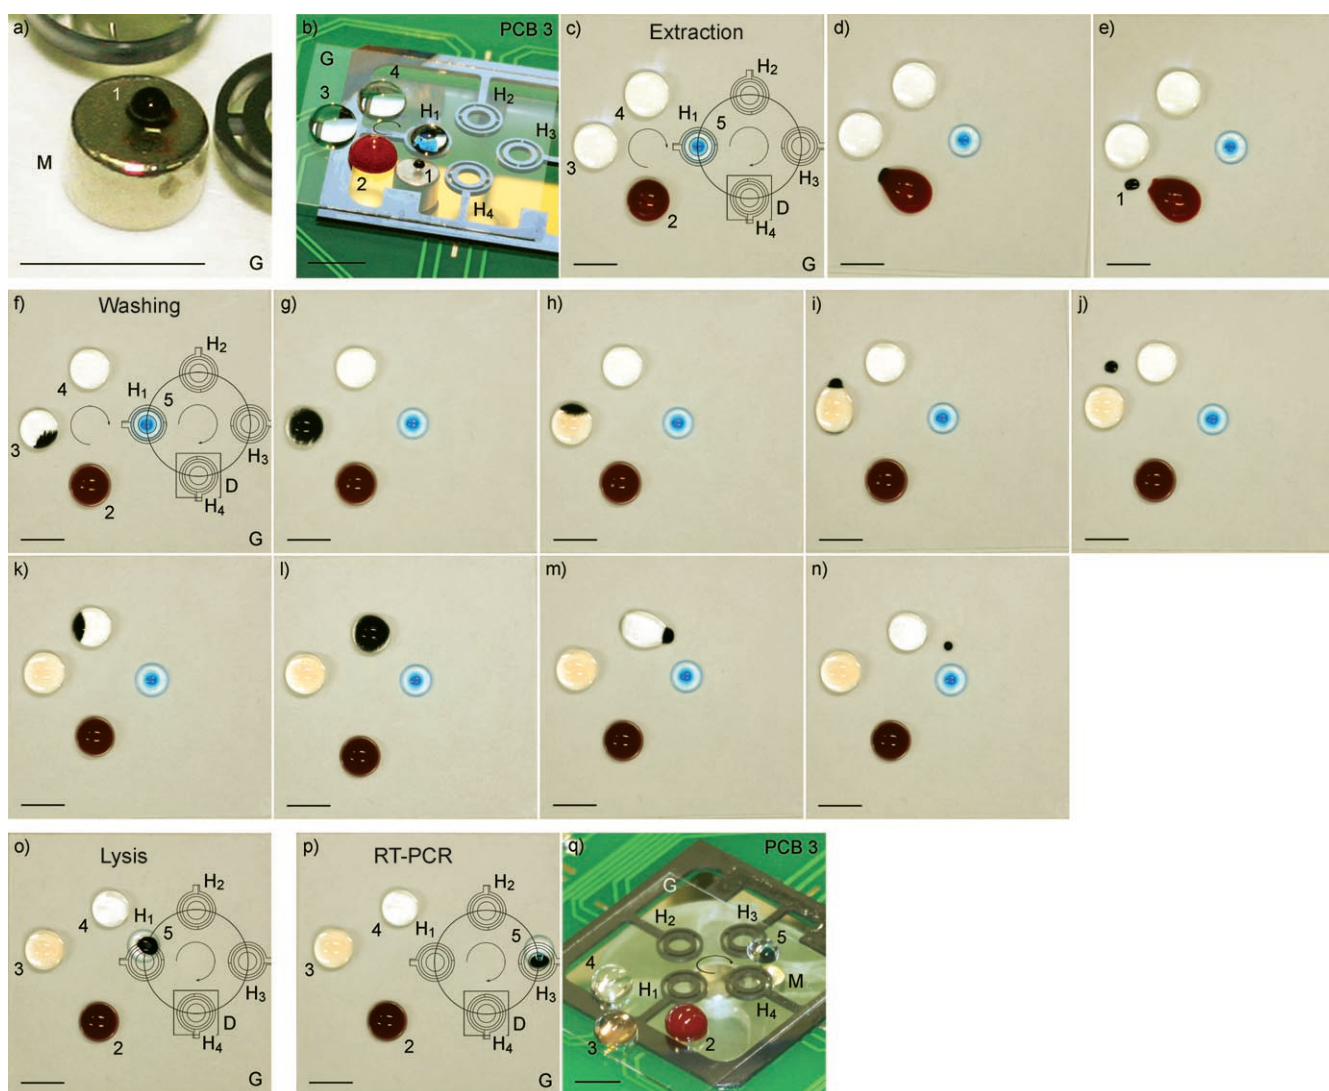 a)
1
M
G
b)
PCB 3
G
4
3
H1
H2
H3
2
1
H4
c)
Extraction
H2
4
H1
5
3
H3
2
D
H4
G
d)
e)
1
f)
Washing
H2
4
H1
5
3
H3
2
D
H4
G
g)
h)
i)
j)
k)
l)
m)
n)
o)
Lysis
H2
4
H1
5
3
H3
2
D
H4
G
p)
RT-PCR
H2
4
H1
5
3
H3
2
D
H4
G
q)
PCB 3
G
H2
H3
5
4
H1
M
H4
3
2